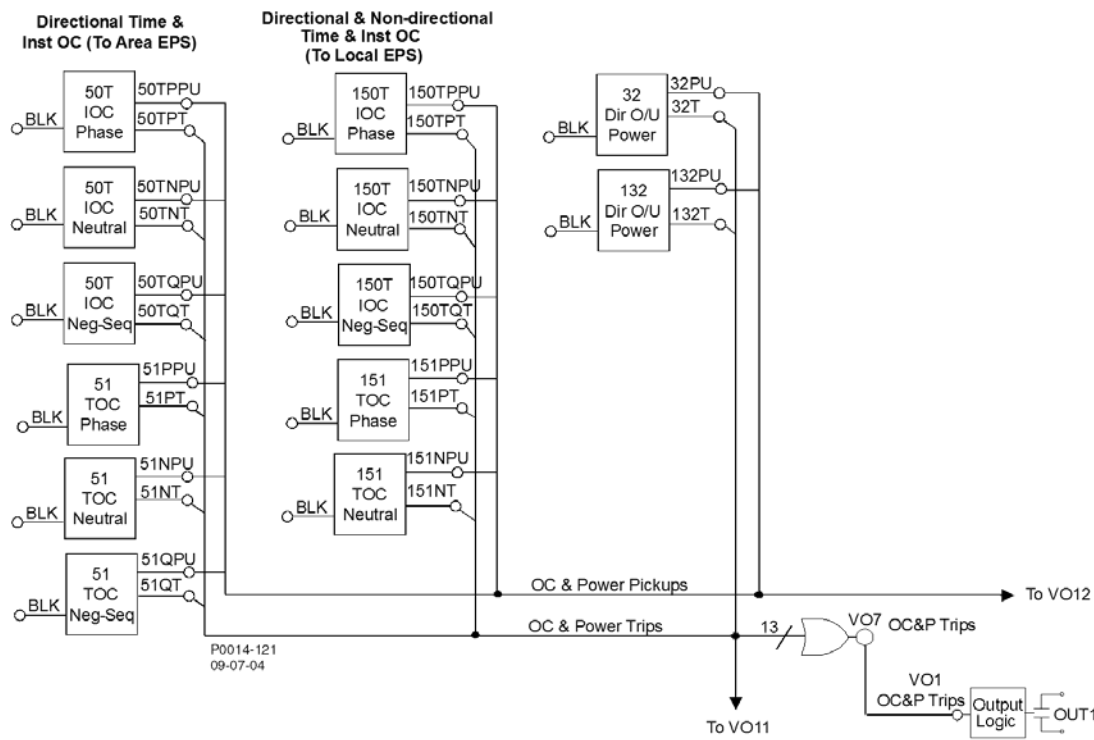 Directional Time &
Inst OC (To Area EPS)
50T
IOC
Phase
BLK
50TPPU
50TPT
50T
IOC
Neutral
BLK
50TNPU
50TNT
50T
IOC
Neg-Seq
BLK
50TQPU
50TQT
51
TOC
Phase
BLK
51PPU
51PT
51
TOC
Neutral
BLK
51NPU
51NT
51
TOC
Neg-Seq
BLK
51QPU
51QT
Directional & Non-directional
Time & Inst OC
(To Local EPS)
150T
IOC
Phase
BLK
150TPPU
150TPT
150T
IOC
Neutral
BLK
150TNPU
150TNT
150T
IOC
Neg-Seq
BLK
150TQPU
150TQT
151
TOC
Phase
BLK
151PPU
151PT
151
TOC
Neutral
BLK
151NPU
151NT
32
Dir O/U
Power
BLK
32PU
32T
132
Dir O/U
Power
BLK
132PU
132T
OC & Power Pickups
To VO12
OC & Power Trips
13
VO7
OC&P Trips
P0014-121
09-07-04
To VO11
VO1
OC&P Trips
Output
Logic
OUT1